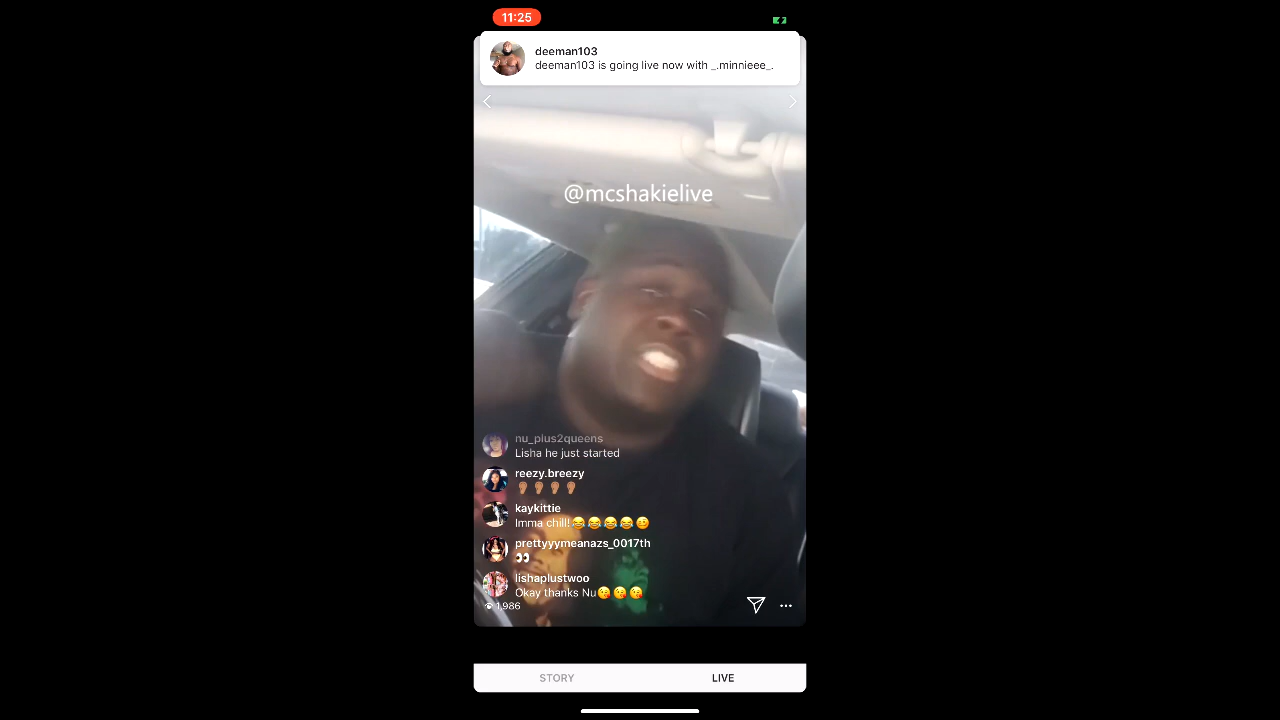 11:25
deeman103
deeman103 is going live now with _.minnieee_.
@mcshakielive
nu_plus2queens
Lisha he just started
reezy.breezy
👂🏽👂🏽👂🏽👂🏽
kaykittie
Imma chill!😂😂😂😂🥴
prettyyymeanazs_0017th
👀
lishaplustwoo
Okay thanks Nu😘😘😘
1,986
STORY
LIVE